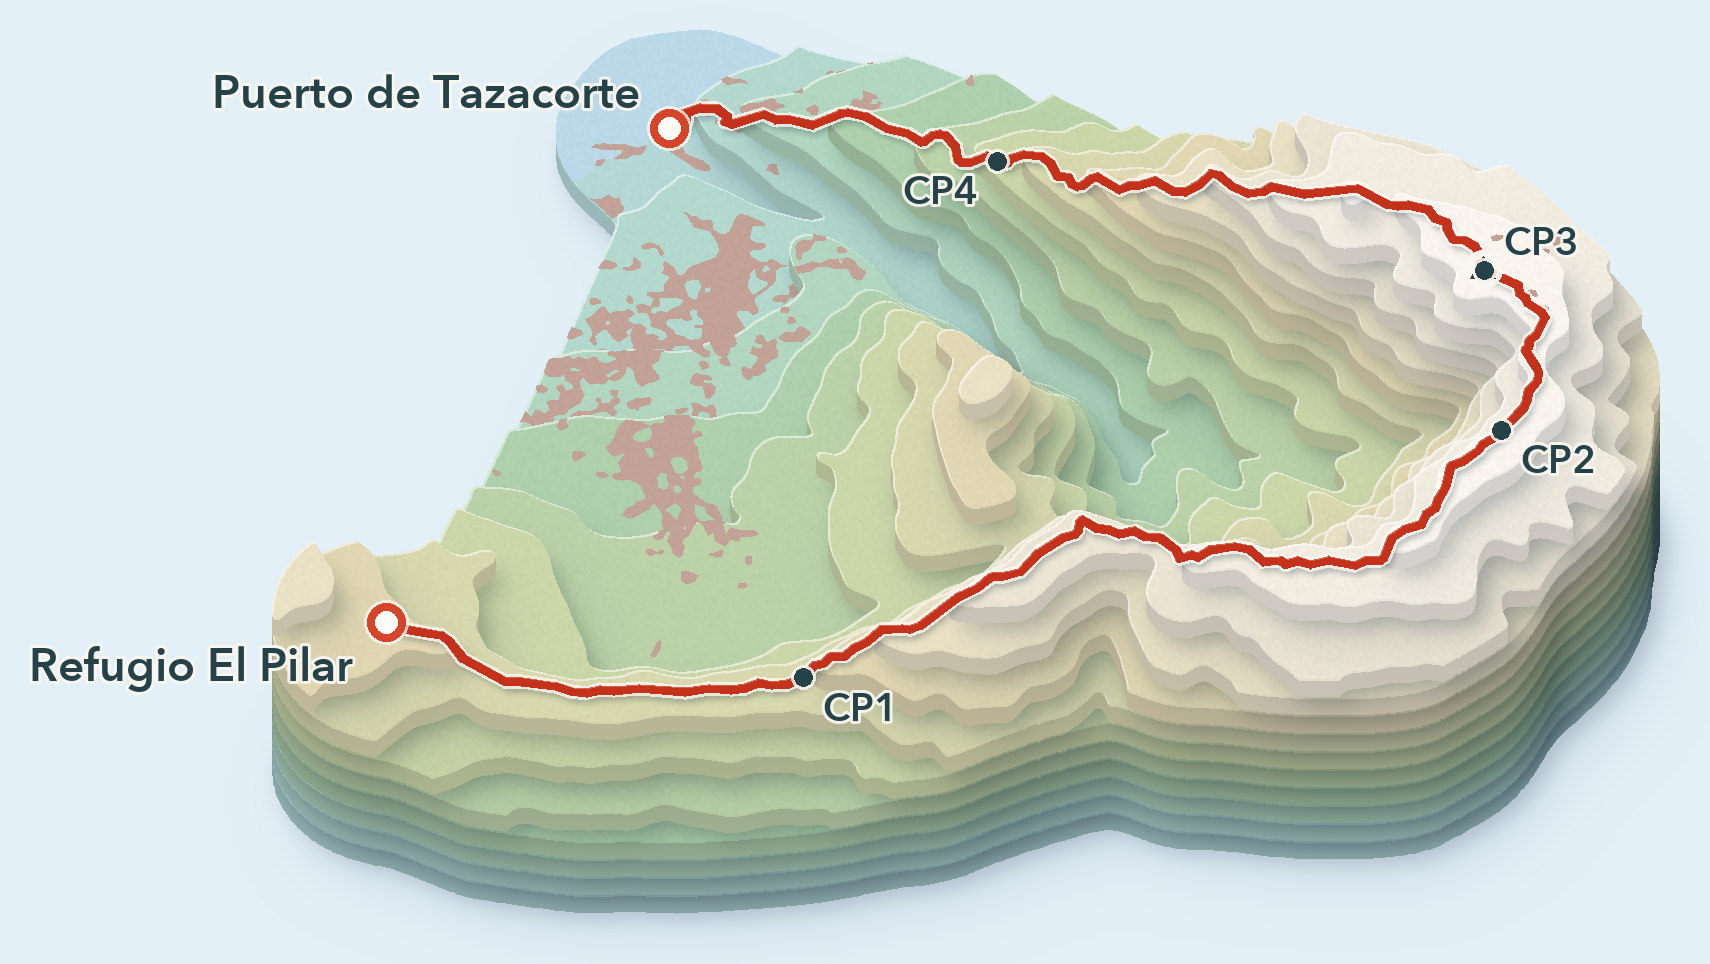 Puerto de Tazacorte
CP4
CP3
CP2
Refugio El Pilar
CP1